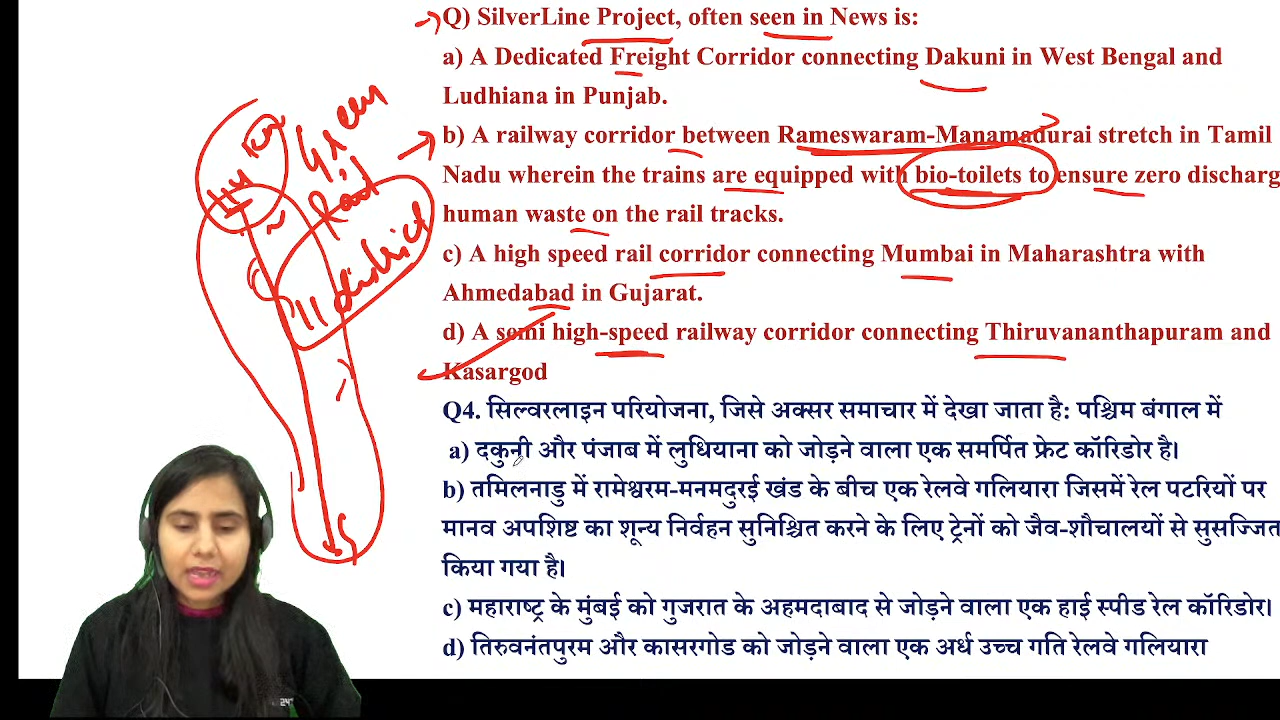 Q) SilverLine Project, often seen in News is:
a) A Dedicated Freight Corridor connecting Dakuni in West Bengal and
Ludhiana in Punjab.
b) A railway corridor between Rameswaram-Manamadurai stretch in Tamil
Nadu wherein the trains are equipped with bio-toilets to ensure zero discharg
human waste on the rail tracks.
c) A high speed rail corridor connecting Mumbai in Maharashtra with
Ahmedabad in Gujarat.
d) A semi high-speed railway corridor connecting Thiruvananthapuram and
Kasargod
Q4. सिल्वरलाइन परियोजना, जिसे अक्सर समाचार में देखा जाता है: पश्चिम बंगाल में
a) दकुनी और पंजाब में लुधियाना को जोड़ने वाला एक समर्पित फ्रेट कॉरिडोर है।
b) तमिलनाडु में रामेश्वरम-मनमदुरई खंड के बीच एक रेलवे गलियारा जिसमें रेल पटरियों पर
मानव अपशिष्ट का शून्य निर्वहन सुनिश्चित करने के लिए ट्रेनों को जैव-शौचालयों से सुसज्जित
किया गया है।
c) महाराष्ट्र के मुंबई को गुजरात के अहमदाबाद से जोड़ने वाला एक हाई स्पीड रेल कॉरिडोर।
d) तिरुवनंतपुरम और कासरगोड को जोड़ने वाला एक अर्ध उच्च गति रेलवे गलियारा
Green
11 district